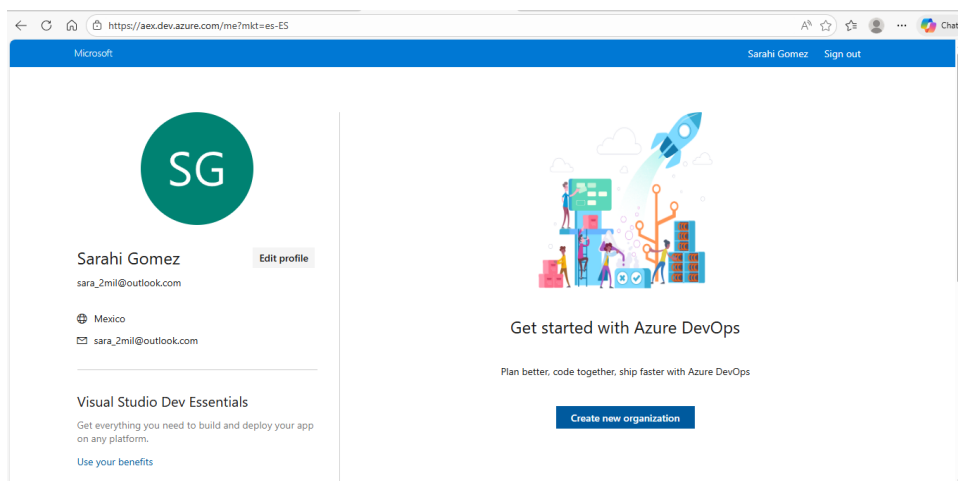 https://aex.dev.azure.com/me?mkt=es-ES
Chat
Microsoft
Sarahi Gomez
Sign out
SG
Sarahi Gomez
Edit profile
sara_2mil@outlook.com
Mexico
sara_2mil@outlook.com
Visual Studio Dev Essentials
Get everything you need to build and deploy your app
on any platform.
Use your benefits
Get started with Azure DevOps
Plan better, code together, ship faster with Azure DevOps
Create new organization